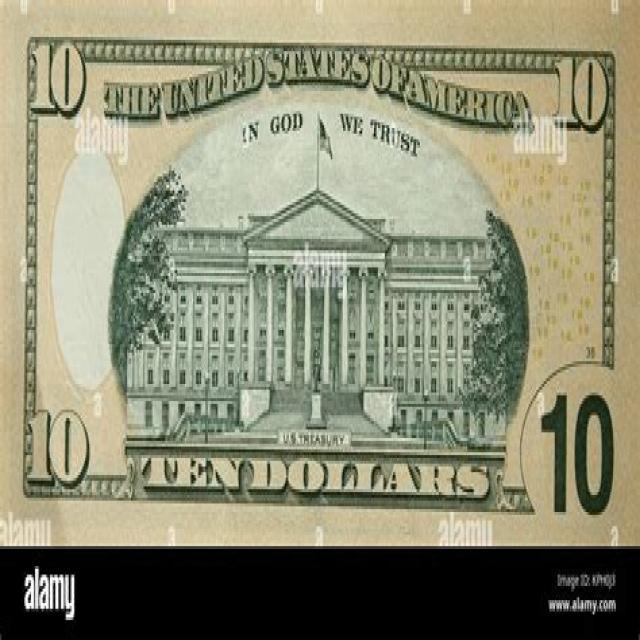 10 THE UNITED STATES OF AMERICA 10
IN GOD WE TRUST
alamy
alamy
alamy
U.S. TREASURY
10
TEN DOLLARS
10
alamy
alamy
alamy
Image ID: KPH0J3
www.alamy.com